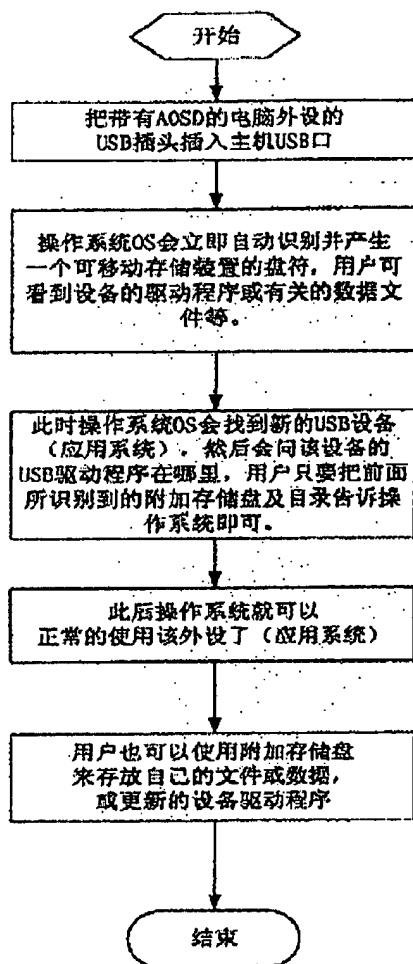 开始
把带有AOSD的电脑外设的
USB插头插入主机USB口
操作系统OS会立即自动识别并产生
一个可移动存储装置的盘符，用户可
看到设备的驱动程序或有关的数据文
件等。
此时操作系统OS会找到新的USB设备
（应用系统），然后会问该设备的
USB驱动程序在哪里，用户只要把前面
所识别到的附加存储盘及目录告诉操
作系统即可。
此后操作系统就可以
正常的使用该外设了（应用系统）
用户也可以使用附加存储盘
来存放自己的文件或数据，
或更新的设备驱动程序
结束